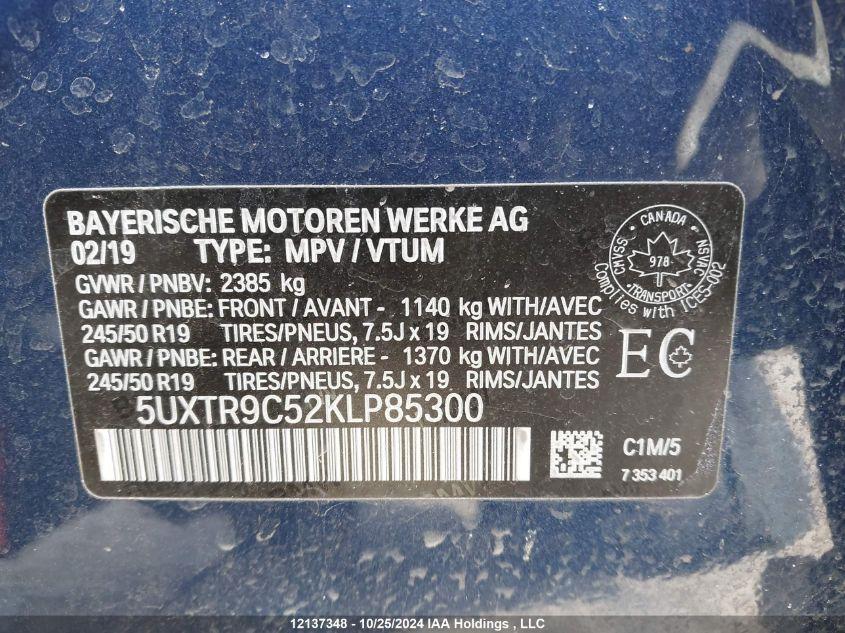 BAYERISCHE MOTOREN WERKE AG
02/19 TYPE: MPV / VTUM
GVWR / PNBV: 2385 kg
GAWR / PNBE: FRONT / AVANT - 1140 kg WITH/AVEC
245/50 R19 TIRES/PNEUS, 7.5J x 19 RIMS/JANTES
GAWR / PNBE: REAR / ARRIERE - 1370 kg WITH/AVEC
245/50 R19 TIRES/PNEUS, 7.5J x 19 RIMS/JANTES
5UXTR9C52KLP85300
CANADA
CMVSS
NSVAC
978
TRANSPORT
Complies with ICES-002
EC
C1M/5
7 353 401
12137348 - 10/25/2024 IAA Holdings , LLC